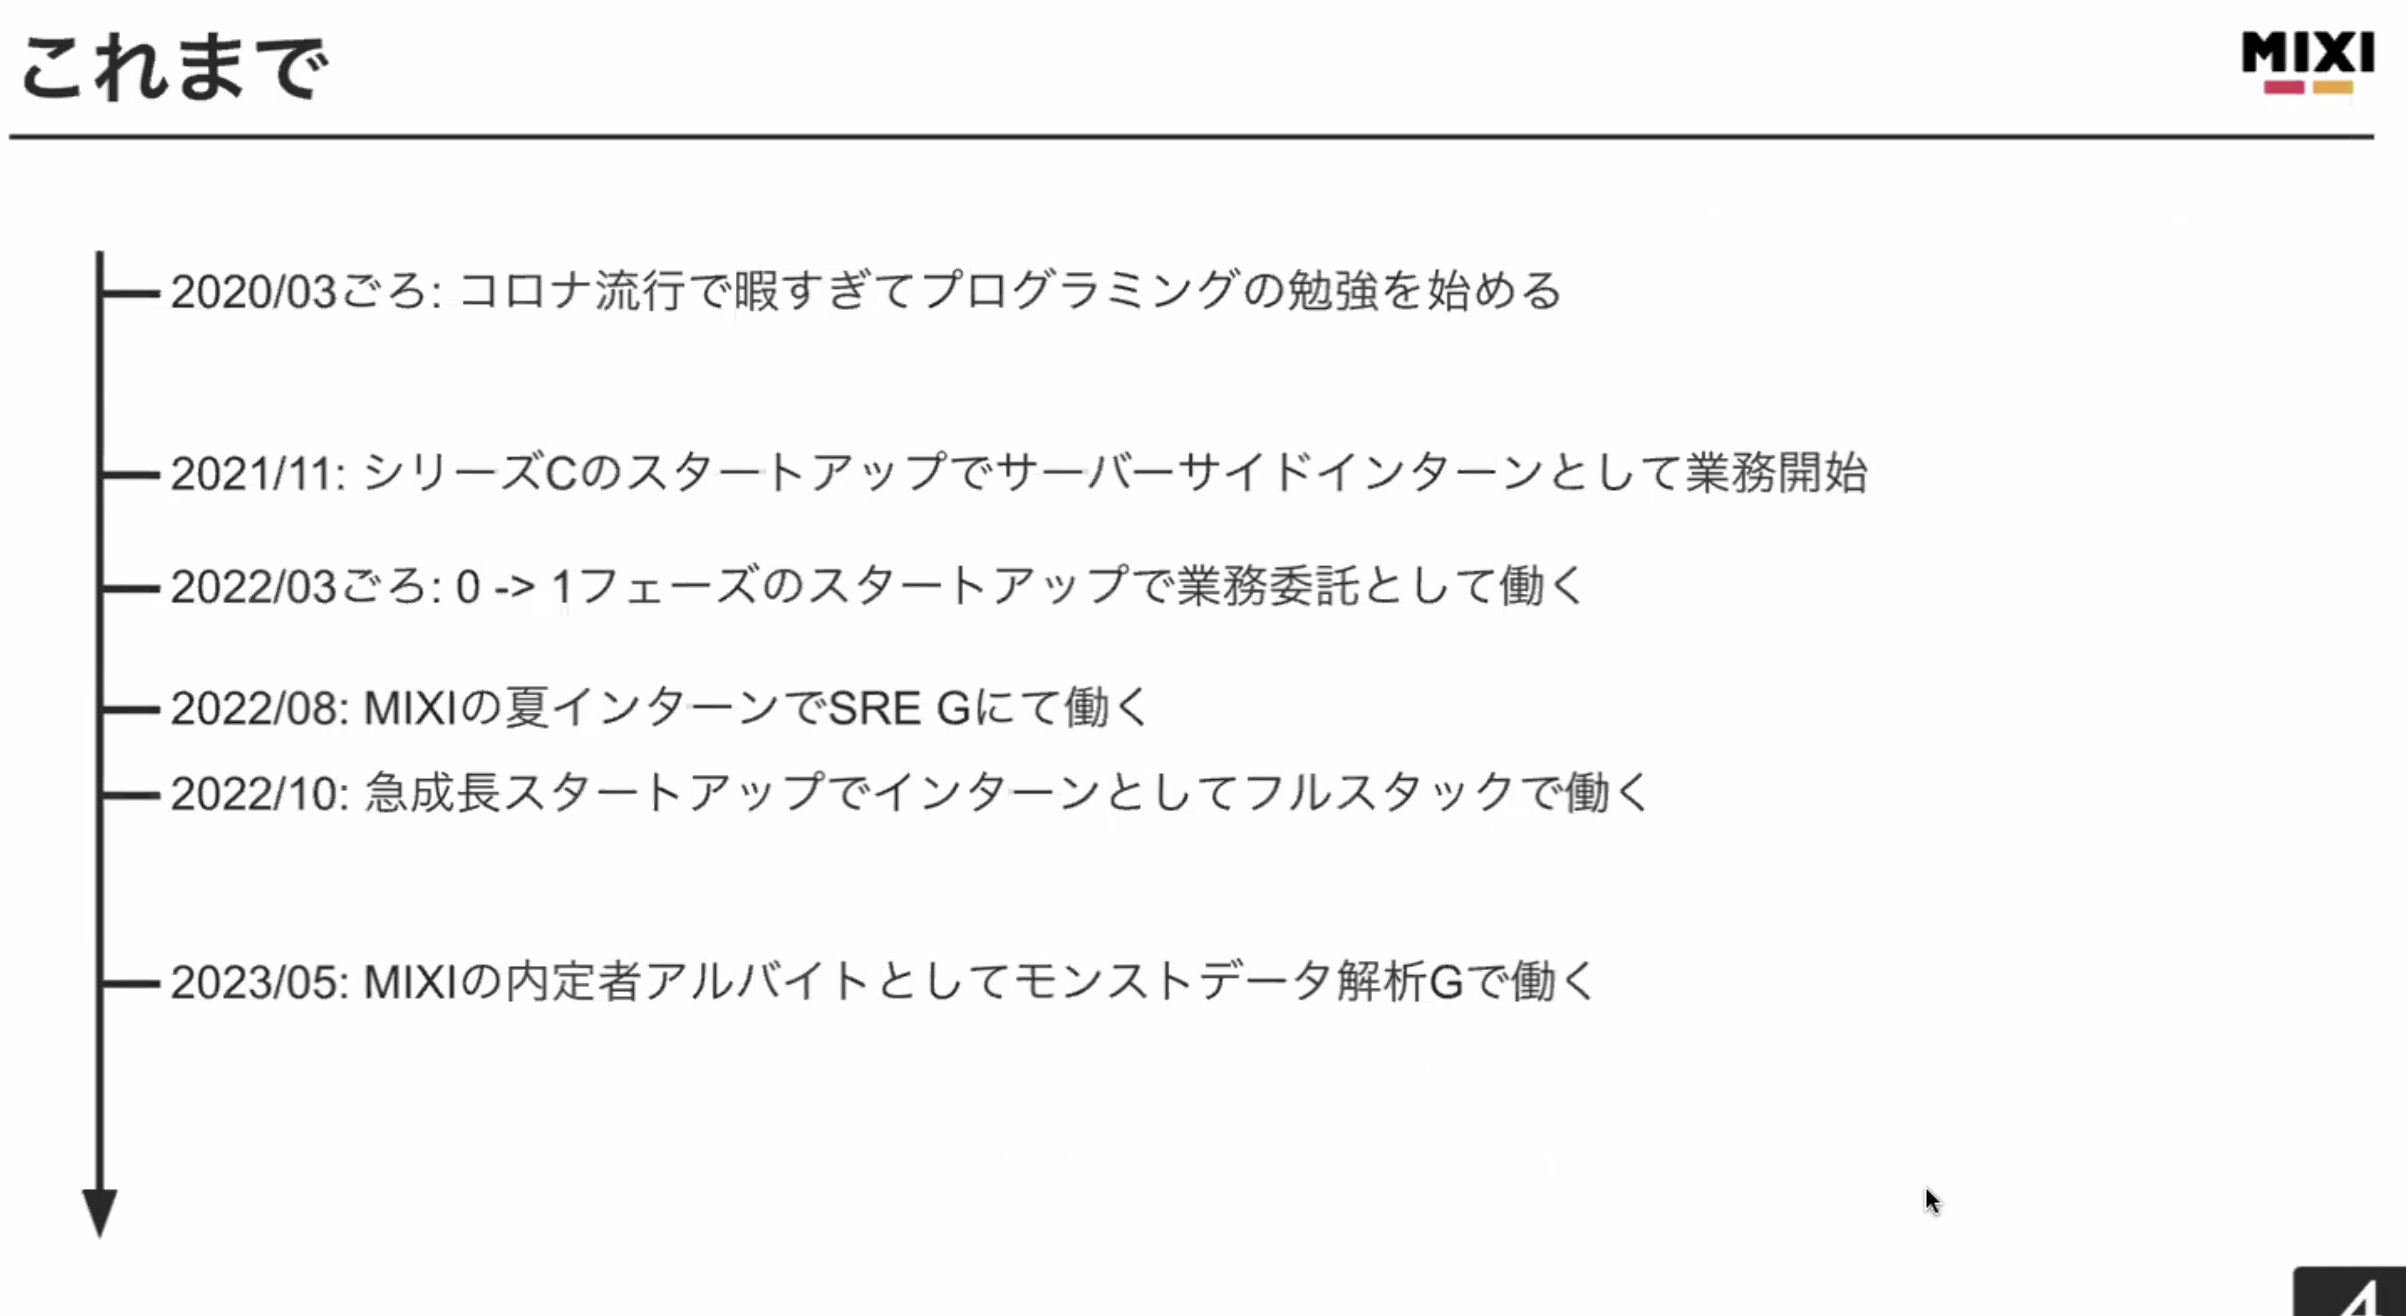 これまで
MIXI
2020/03ごろ: コロナ流行で暇すぎてプログラミングの勉強を始める
2021/11: シリーズCのスタートアップでサーバーサイドインターンとして業務開始
2022/03ごろ: 0 -> 1フェーズのスタートアップで業務委託として働く
2022/08: MIXIの夏インターンでSRE Gにて働く
2022/10: 急成長スタートアップでインターンとしてフルスタックで働く
2023/05: MIXIの内定者アルバイトとしてモンストデータ解析Gで働く
4